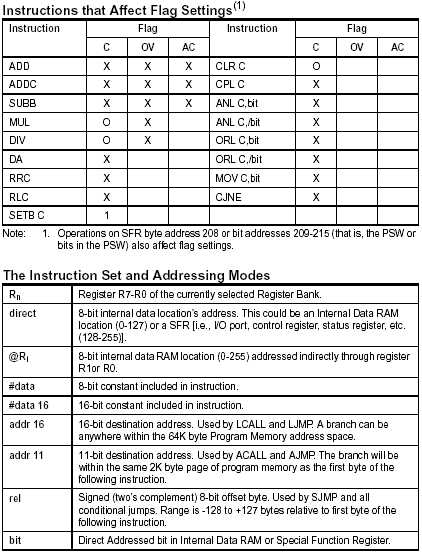 Instructions that Affect Flag Settings(1)
Instruction Flag Instruction Flag
C OV AC C OV AC
ADD X X X CLR C O
ADDC X X X CPL C X
SUBB X X X ANL C,bit X
MUL O X ANL C,/bit X
DIV O X ORL C,bit X
DA X ORL C,/bit X
RRC X MOV C,bit X
RLC X CJNE X
SETB C 1
Note: 1. Operations on SFR byte address 208 or bit addresses 209-215 (that is, the PSW or
bits in the PSW) also affect flag settings.
The Instruction Set and Addressing Modes
Rn Register R7-R0 of the currently selected Register Bank.
direct 8-bit internal data location's address. This could be an Internal Data RAM
location (0-127) or a SFR [i.e., I/O port, control register, status register, etc.
(128-255)].
@Ri 8-bit internal data RAM location (0-255) addressed indirectly through register
R1or R0.
#data 8-bit constant included in instruction.
#data 16 16-bit constant included in instruction.
addr 16 16-bit destination address. Used by LCALL and LJMP. A branch can be
anywhere within the 64K byte Program Memory address space.
addr 11 11-bit destination address. Used by ACALL and AJMP. The branch will be
within the same 2K byte page of program memory as the first byte of the
following instruction.
rel Signed (two's complement) 8-bit offset byte. Used by SJMP and all
conditional jumps. Range is -128 to +127 bytes relative to first byte of the
following instruction.
bit Direct Addressed bit in Internal Data RAM or Special Function Register.